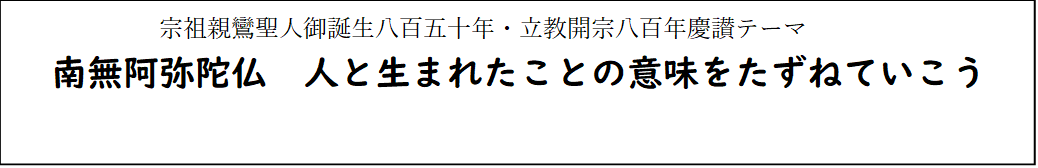 宗祖親鸞聖人御誕生八百五十年・立教開宗八百年慶讃テーマ
南無阿弥陀仏　人と生まれたことの意味をたずねていこう